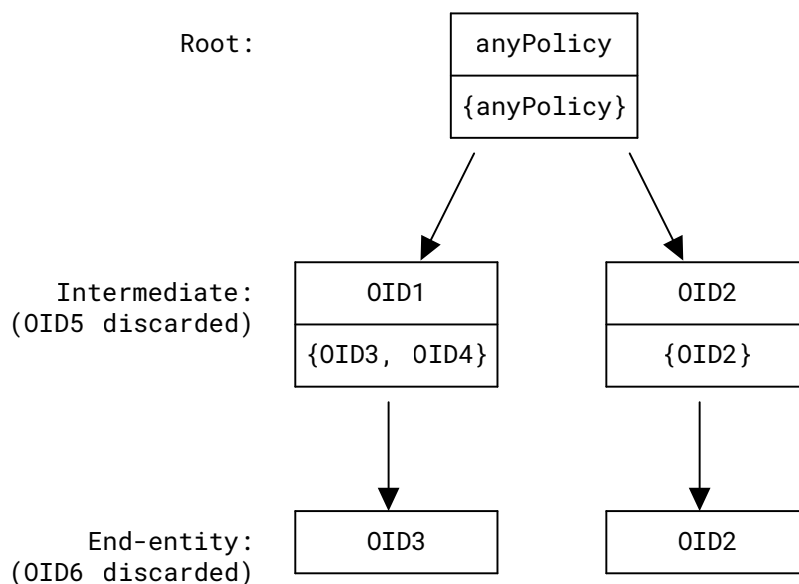 Root:
anyPolicy
{anyPolicy}
Intermediate:
(OID5 discarded)
OID1
{OID3, OID4}
OID2
{OID2}
End-entity:
(OID6 discarded)
OID3
OID2